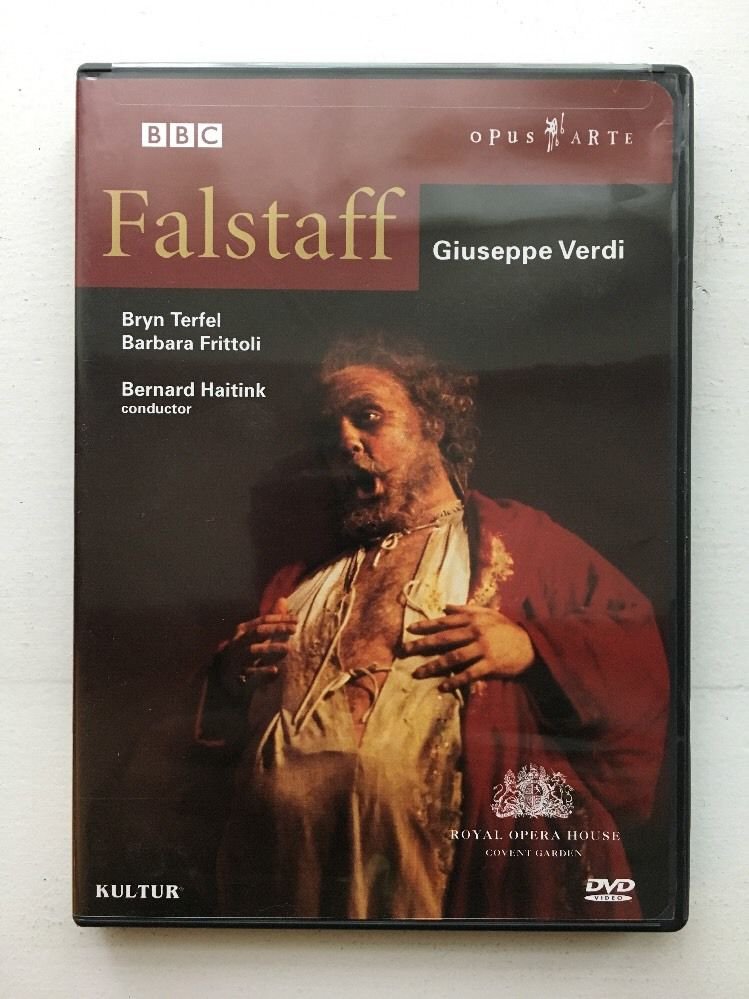 BBC
OPUS ARTE
Falstaff
Giuseppe Verdi
Bryn Terfel
Barbara Frittoli
Bernard Haitink
conductor
ROYAL OPERA HOUSE
COVENT GARDEN
KULTUR®
DVD
VIDEO